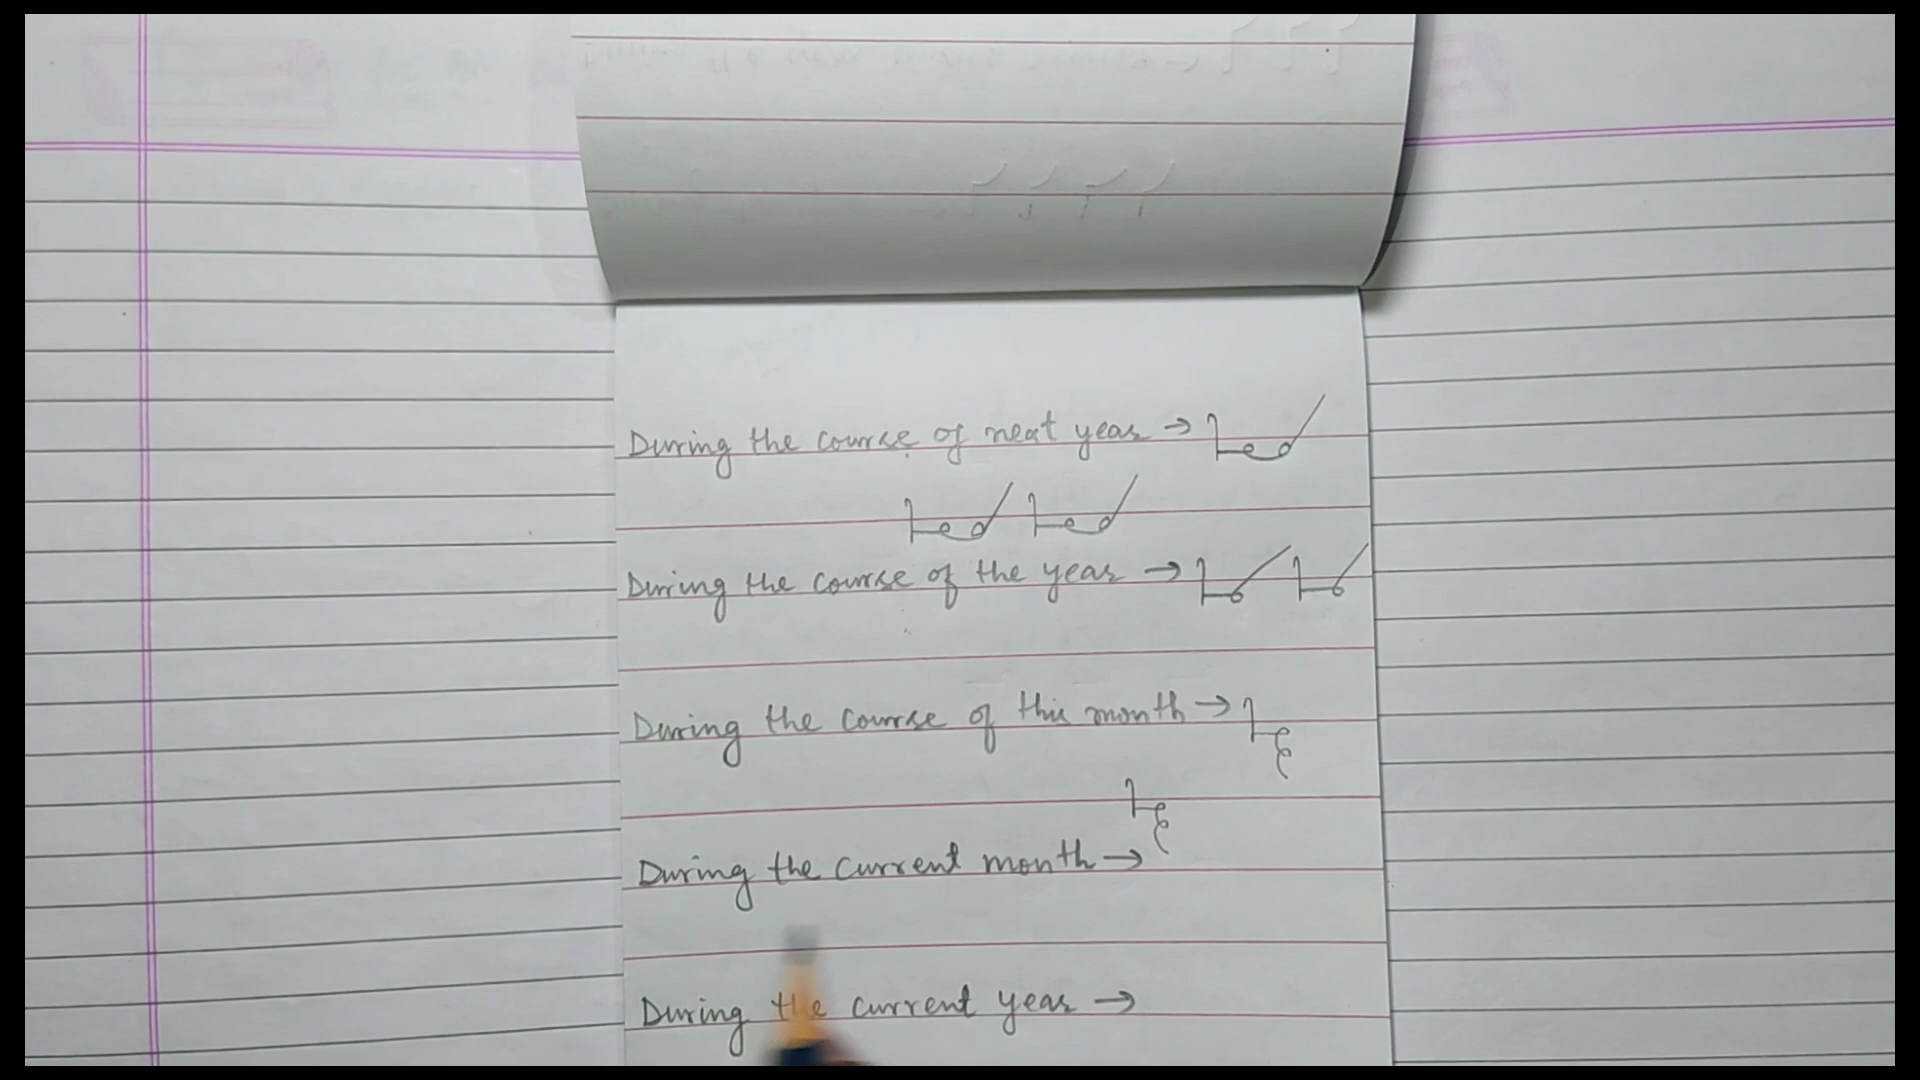 During the course of next year →
During the course of the year →
During the course of this month →
During the current month →
During the current year →